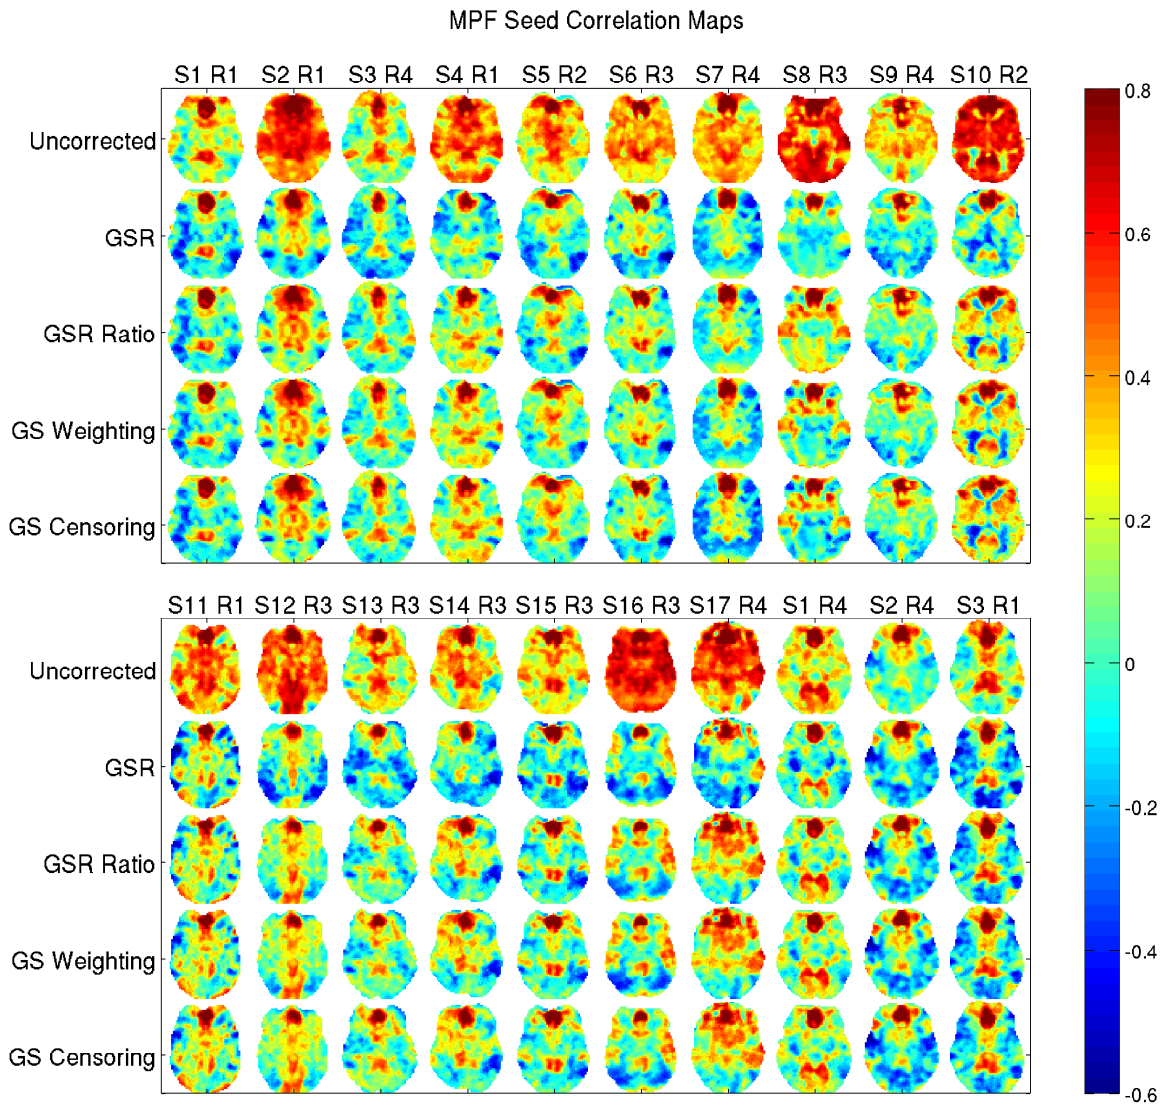 MPF Seed Correlation Maps
S1 R1 S2 R1 S3 R4 S4 R1 S5 R2 S6 R3 S7 R4 S8 R3 S9 R4 S10 R2
Uncorrected
GSR
GSR Ratio
GS Weighting
GS Censoring
S11 R1 S12 R3 S13 R3 S14 R3 S15 R3 S16 R3 S17 R4 S1 R4 S2 R4 S3 R1
Uncorrected
GSR
GSR Ratio
GS Weighting
GS Censoring
0.8
0.6
0.4
0.2
0
-0.2
-0.4
-0.6